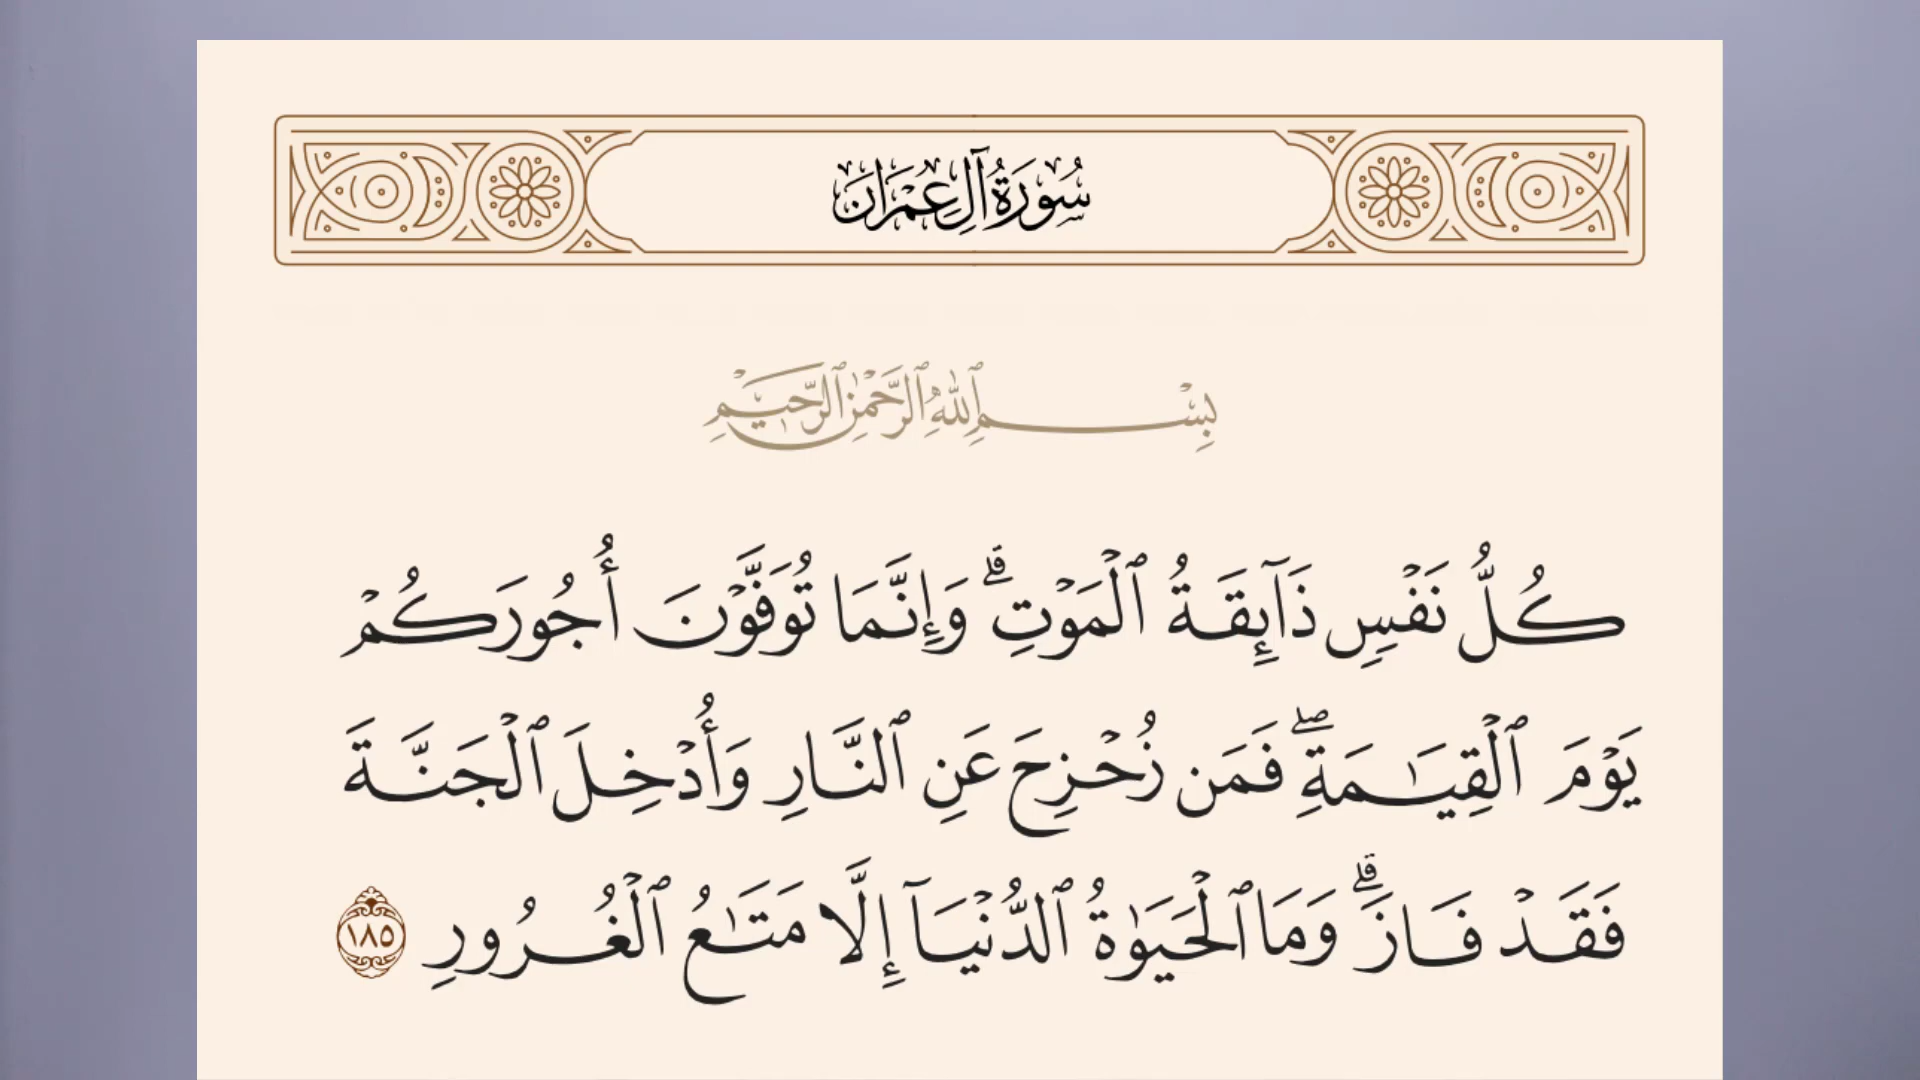 سُورَةُ آلِ عِمْرَانَ
بِسْمِ ٱللَّهِ ٱلرَّحْمَٰنِ ٱلرَّحِيمِ
كُلُّ نَفْسٍ ذَآئِقَةُ ٱلْمَوْتِۗ وَإِنَّمَا تُوَفَّوْنَ أُجُورَكُمْ
يَوْمَ ٱلْقِيَـٰمَةِۖ فَمَن زُحْزِحَ عَنِ ٱلنَّارِ وَأُدْخِلَ ٱلْجَنَّةَ
فَقَدْ فَازَۗ وَمَا ٱلْحَيَوٰةُ ٱلدُّنْيَآ إِلَّا مَتَـٰعُ ٱلْغُرُورِ ١٨٥